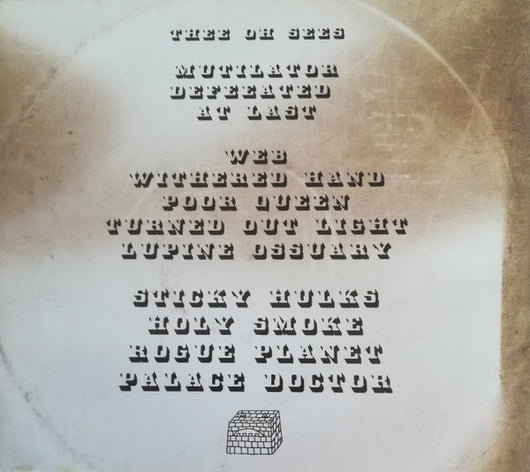 THEE OH SEES
MUTILATOR
DEFEEATED
AT LAST
WEB
WITHERED HAND
POOR QUEEN
TURNED OUT LIGHT
LUPINE OSSUARY
STICKY HULKS
HOLY SMOKE
ROGUE PLANET
PALACE DOCTOR